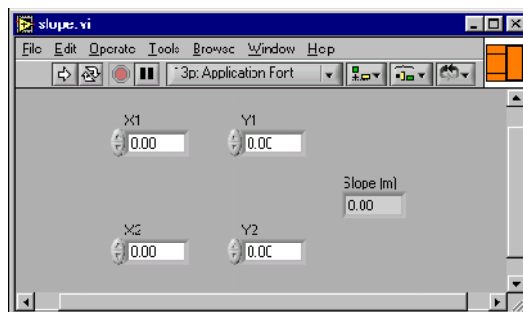 slope.vi
File Edit Operate Tools Browse Window Help
13pt Application Font
X1 Y1
0.00 0.00
Slope (m)
0.00
X2 Y2
0.00 0.00